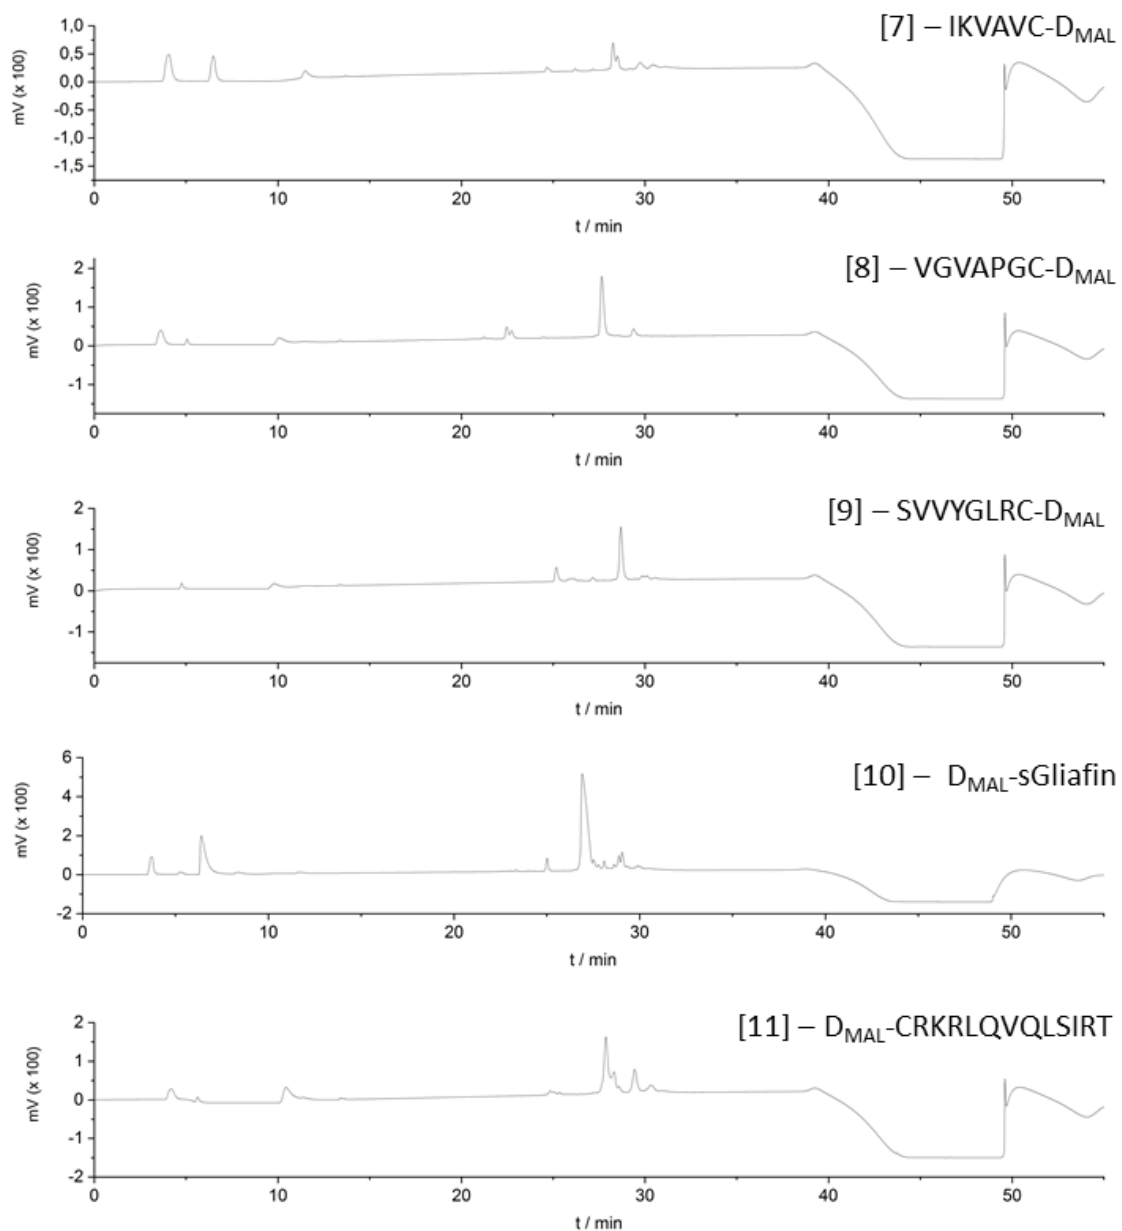 [7] – IKVAVC-DMAL
mV (x 100)
1,0
0,5
0,0
-0,5
-1,0
-1,5
0 10 20 30 40 50
t / min
[8] – VGVAPGC-DMAL
mV (x 100)
2
1
0
-1
0 10 20 30 40 50
t / min
[9] – SVVYGLRC-DMAL
mV (x 100)
2
1
0
-1
0 10 20 30 40 50
t / min
[10] – DMAL-sGliafin
mV (x 100)
6
4
2
0
-2
0 10 20 30 40 50
t / min
[11] – DMAL-CRKRLQVQLSIRT
mV (x 100)
2
1
0
-1
-2
0 10 20 30 40 50
t / min